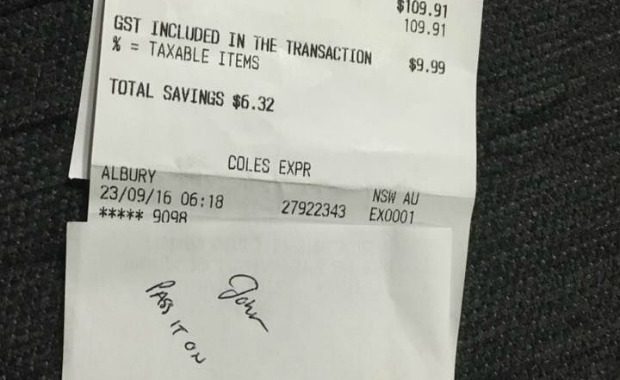 $109.91
109.91
GST INCLUDED IN THE TRANSACTION $9.99
% = TAXABLE ITEMS
TOTAL SAVINGS $6.32
COLES EXPR
ALBURY NSW AU
23/09/16 06:18 27922343 EX0001
***** 9098
John
PASS IT ON